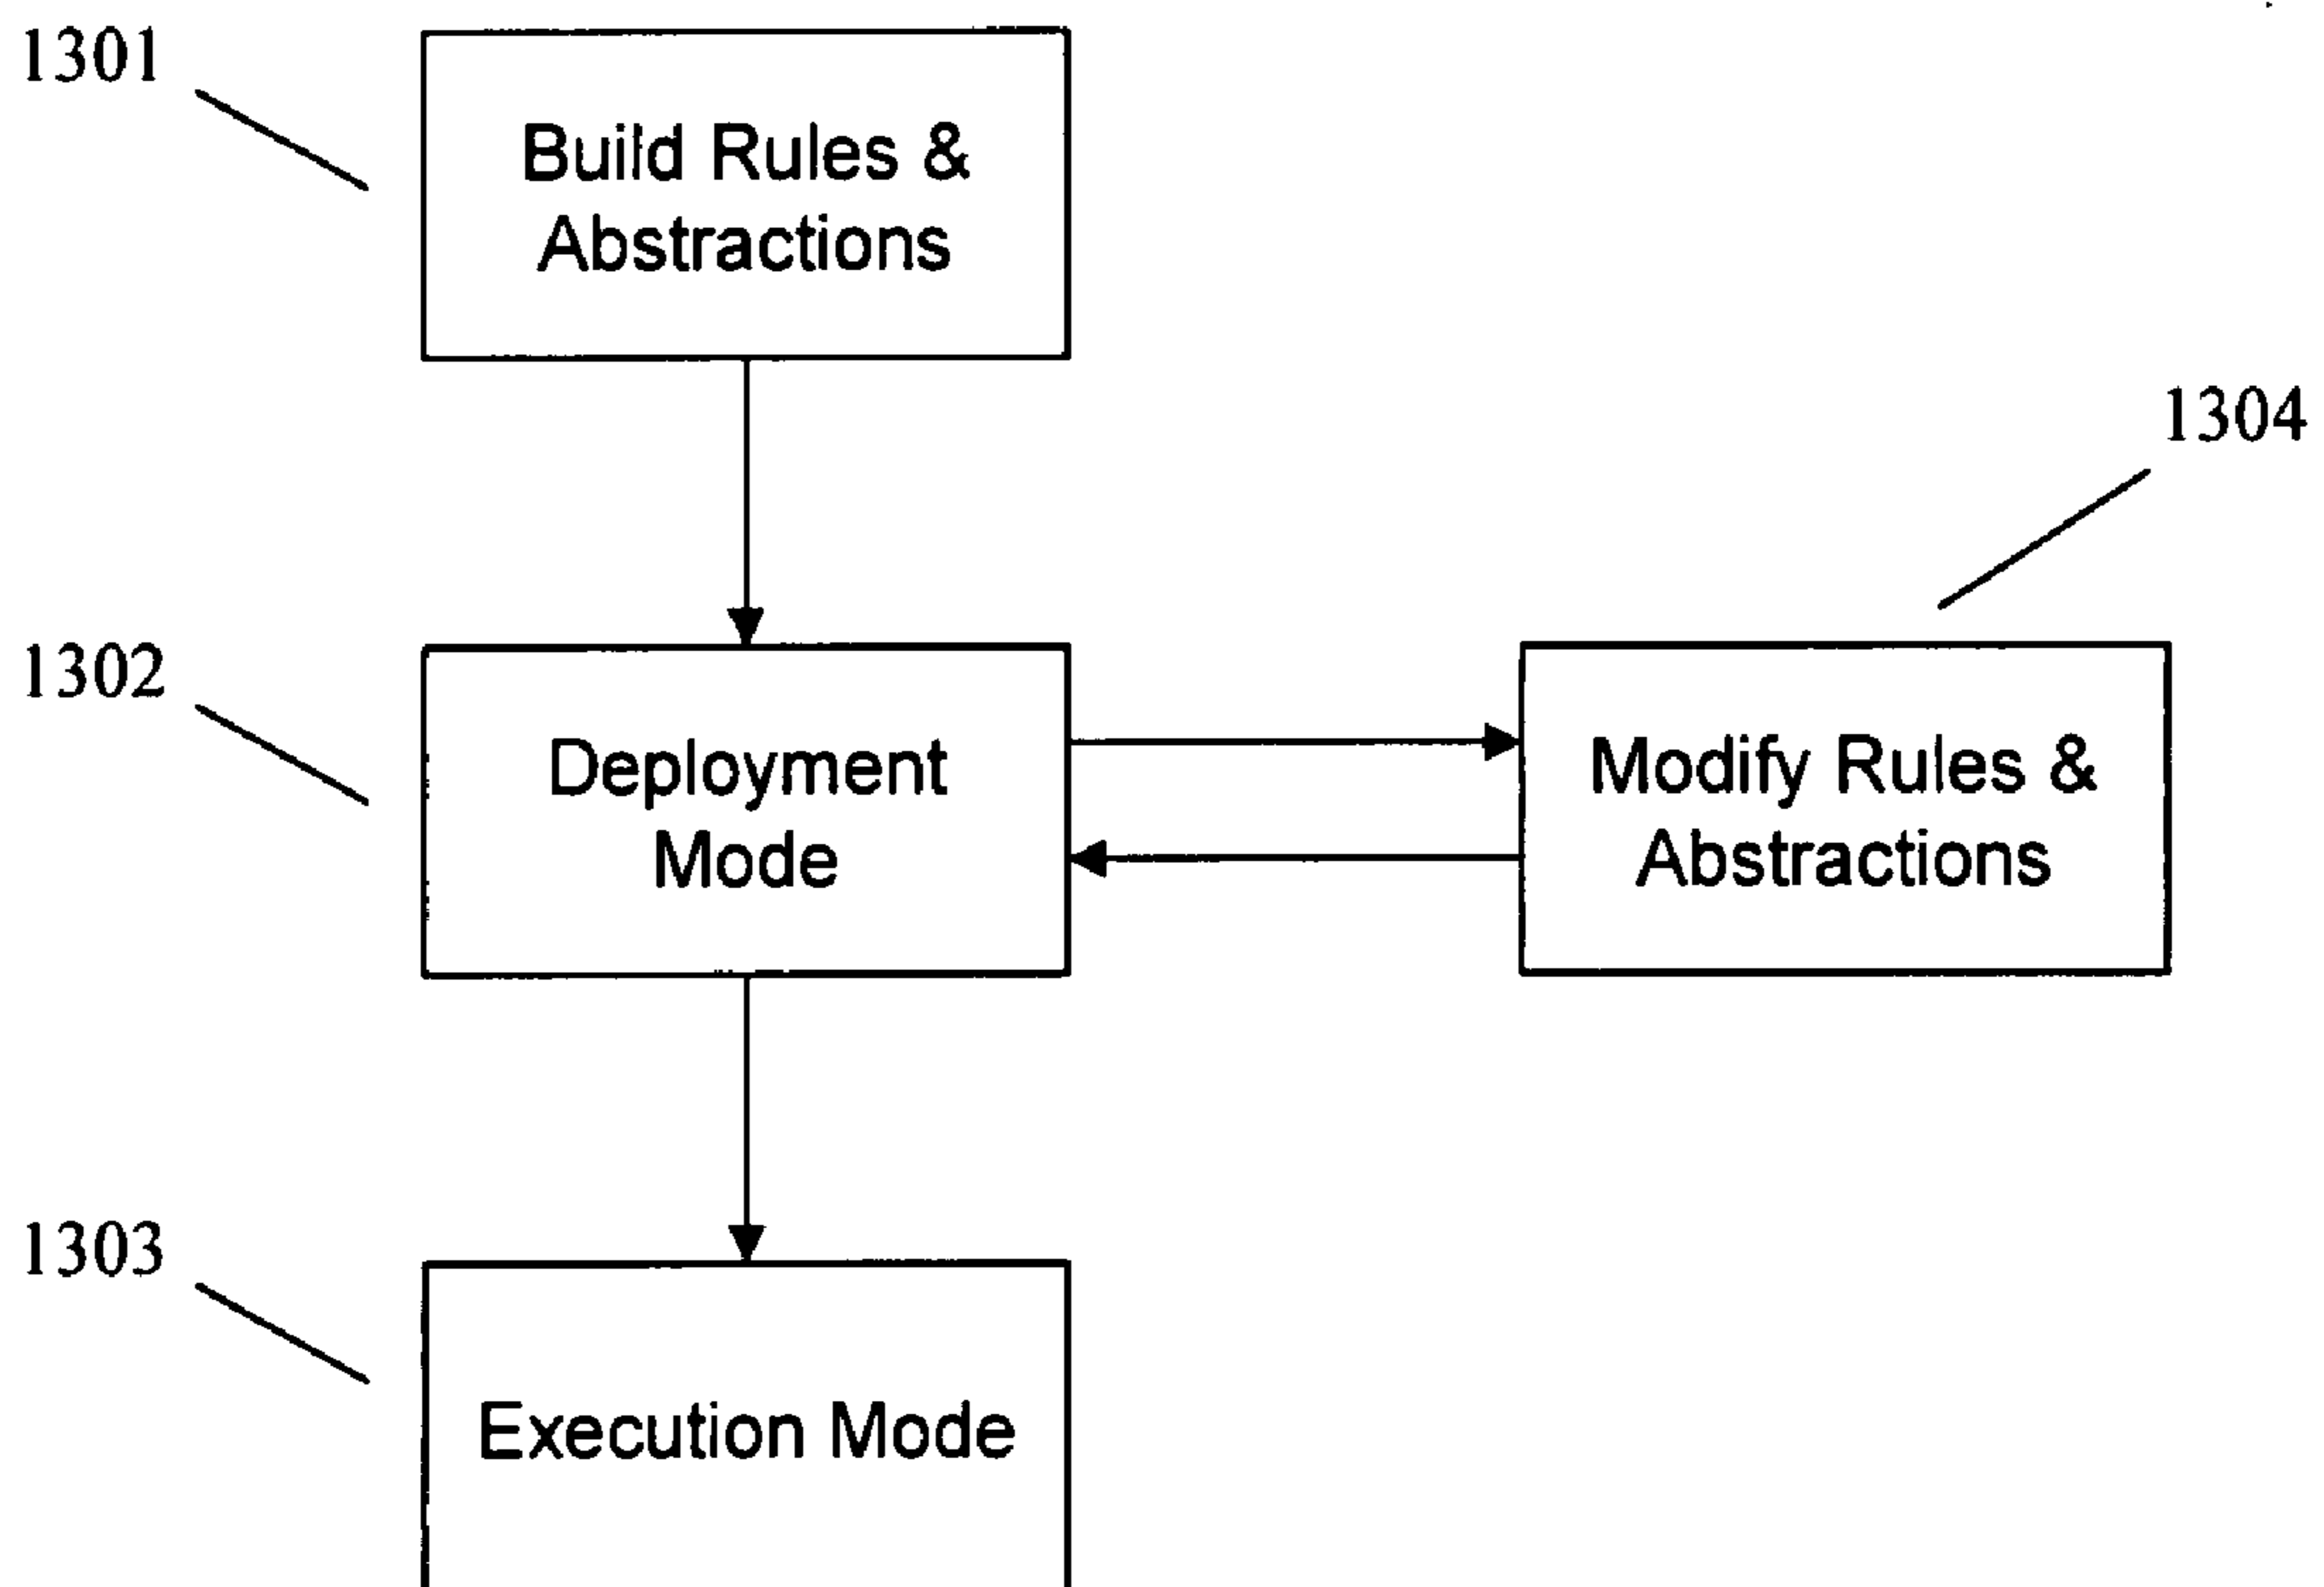 1301
Build Rules &
Abstractions
1304
1302
Deployment
Mode
Modify Rules &
Abstractions
1303
Execution Mode